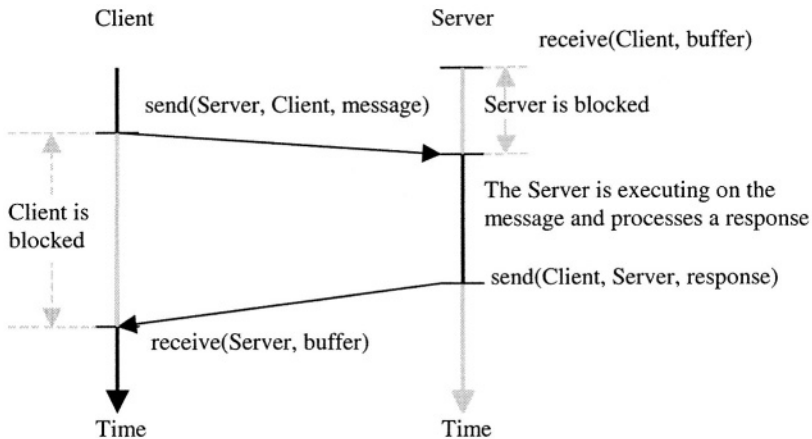 Client
Server
receive(Client, buffer)
send(Server, Client, message)
Server is blocked
Client is
blocked
The Server is executing on the
message and processes a response
send(Client, Server, response)
receive(Server, buffer)
Time
Time